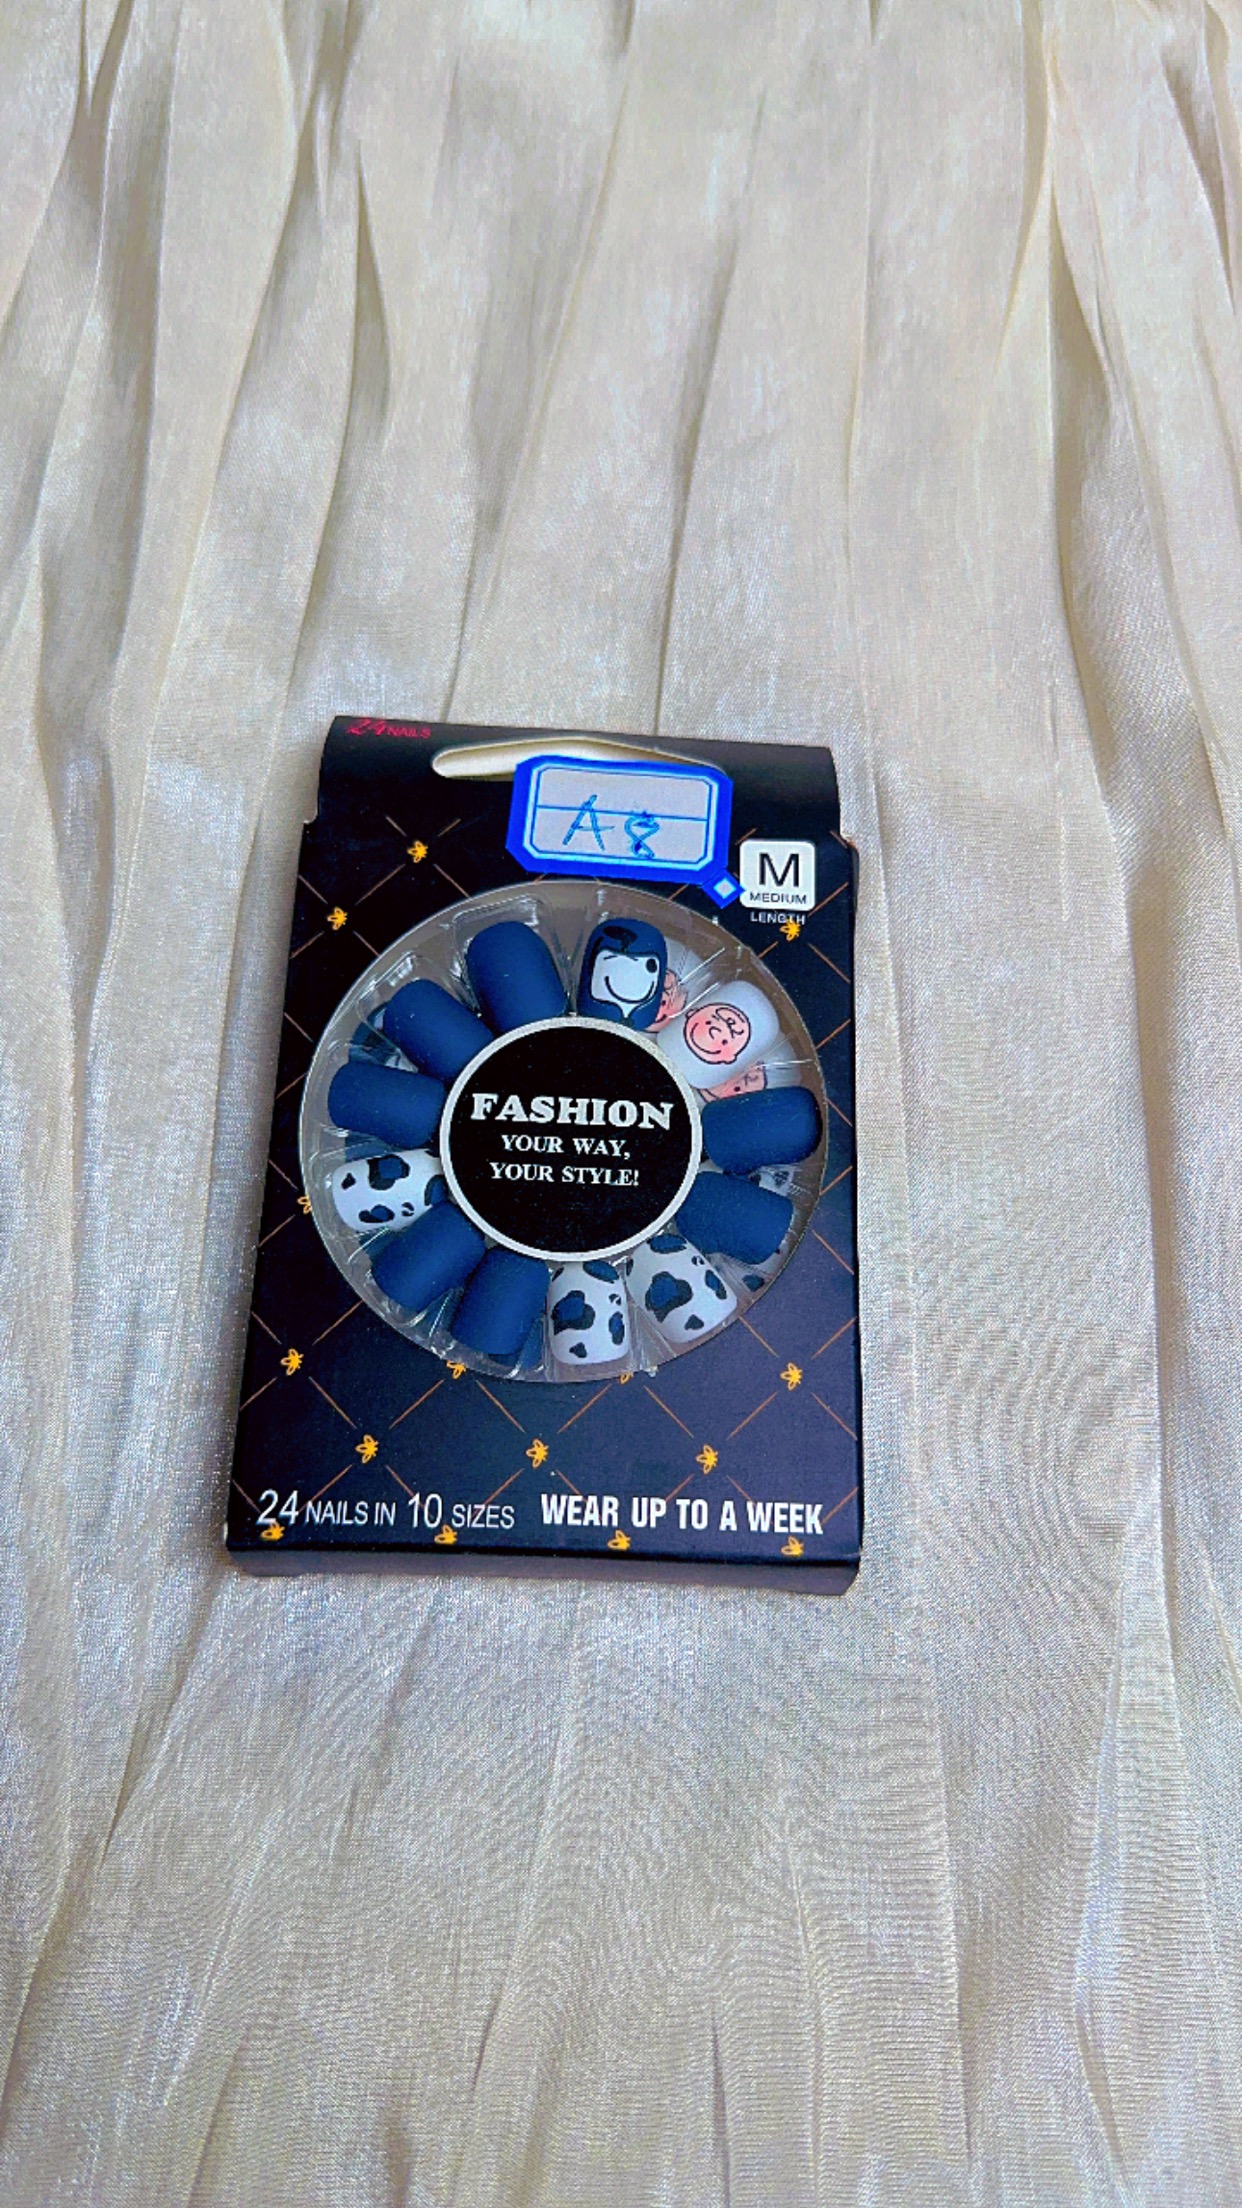 24 NAILS
A8
M
MEDIUM
LENGTH
FASHION
YOUR WAY,
YOUR STYLE!
24 NAILS IN 10 SIZES WEAR UP TO A WEEK